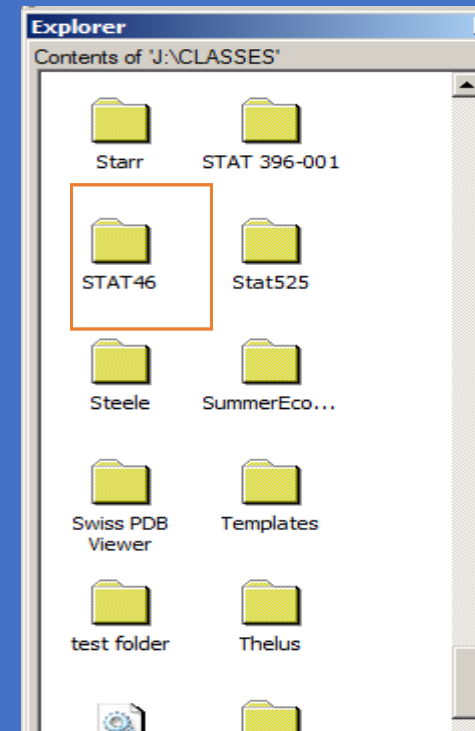 Explorer
Contents of 'J:\CLASSES'
Starr STAT 396-001
STAT46 Stat525
Steele SummerEco...
Swiss PDB Viewer Templates
test folder Thelus